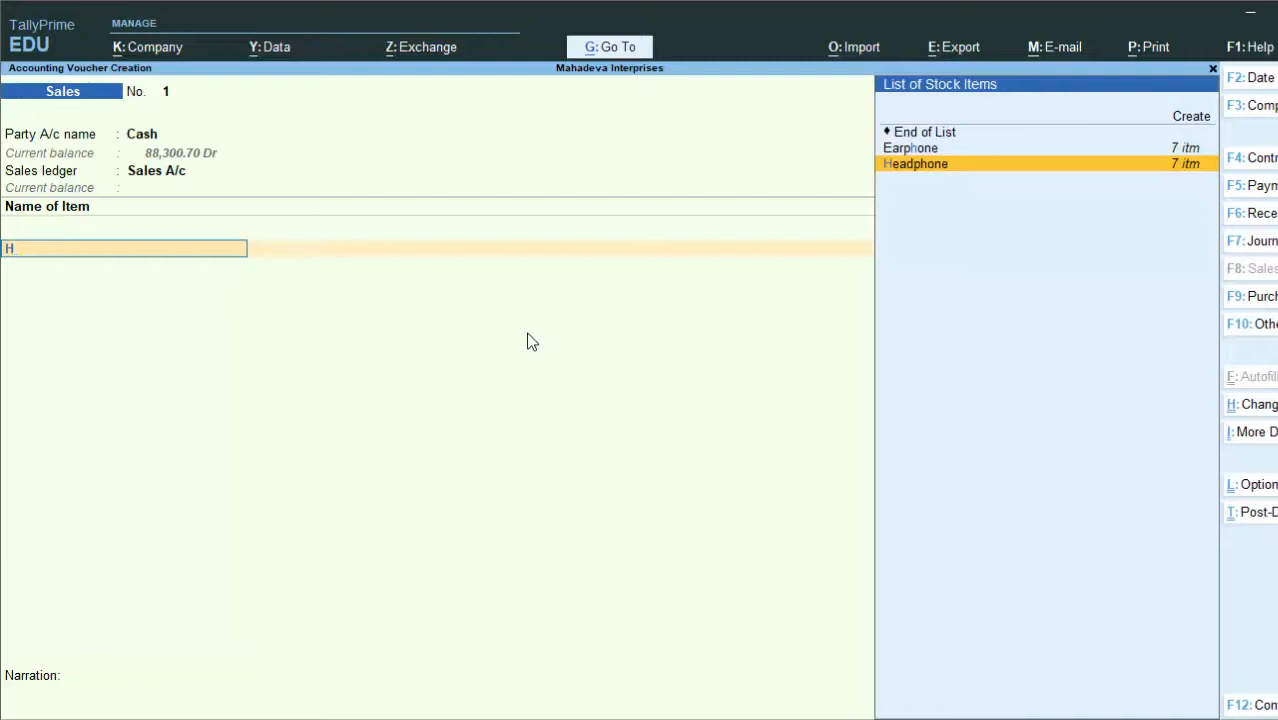 TallyPrime
MANAGE
EDU
K: Company
Y: Data
Z: Exchange
G: Go To
O: Import
E: Export
M: E-mail
P: Print
F1: Help
Accounting Voucher Creation
Mahadeva Interprises
Sales No. 1
Party A/c name : Cash
Current balance : 88,300.70 Dr
Sales ledger : Sales A/c
Current balance :
Name of Item
H
Narration:
List of Stock Items
Create
End of List
Earphone 7 itm
Headphone 7 itm
F2: Date
F3: Comp
F4: Contr
F5: Paym
F6: Rece
F7: Journ
F8: Sales
F9: Purch
F10: Othe
F: Autofil
H: Chang
I: More D
L: Option
T: Post-D
F12: Con